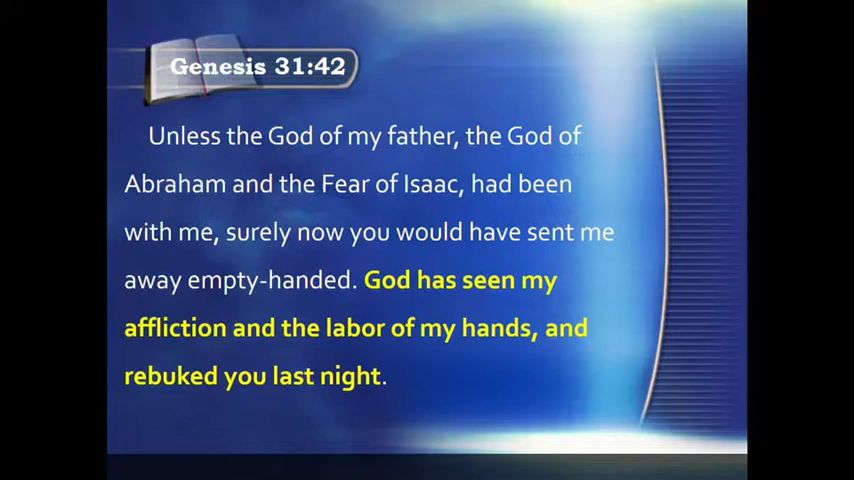 Genesis 31:42
Unless the God of my father, the God of
Abraham and the Fear of Isaac, had been
with me, surely now you would have sent me
away empty-handed. God has seen my
affliction and the labor of my hands, and
rebuked you last night.